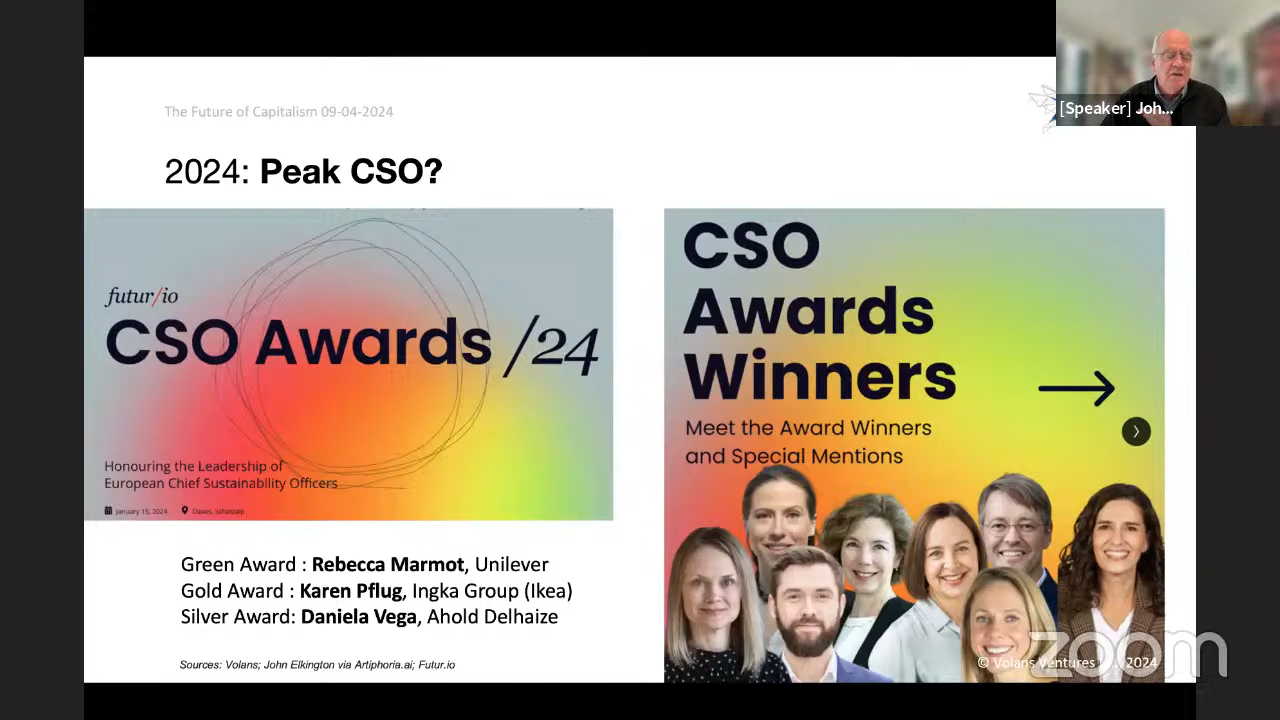 The Future of Capitalism 09-04-2024
[Speaker] Joh...
2024: Peak CSO?
futur/io
CSO Awards /24
Honouring the Leadership of
European Chief Sustainability Officers
January 15, 2024 Davos, Schatzalp
CSO
Awards
Winners
Meet the Award Winners
and Special Mentions
Green Award : Rebecca Marmot, Unilever
Gold Award : Karen Pflug, Ingka Group (Ikea)
Silver Award: Daniela Vega, Ahold Delhaize
Sources: Volans; John Elkington via Artiphoria.ai; Futur.io
© Volans Ventures 2024
zoom